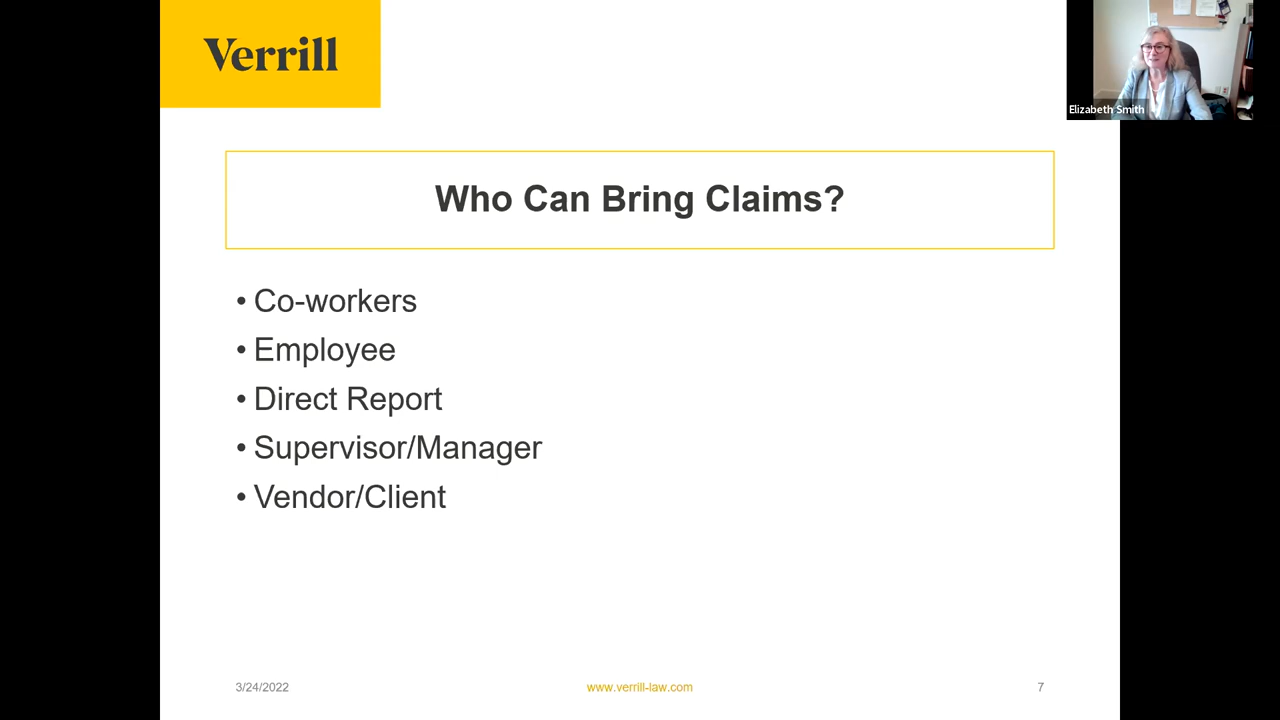 Verrill
Elizabeth Smith
Who Can Bring Claims?
• Co-workers
• Employee
• Direct Report
• Supervisor/Manager
• Vendor/Client
3/24/2022
www.verrill-law.com
7